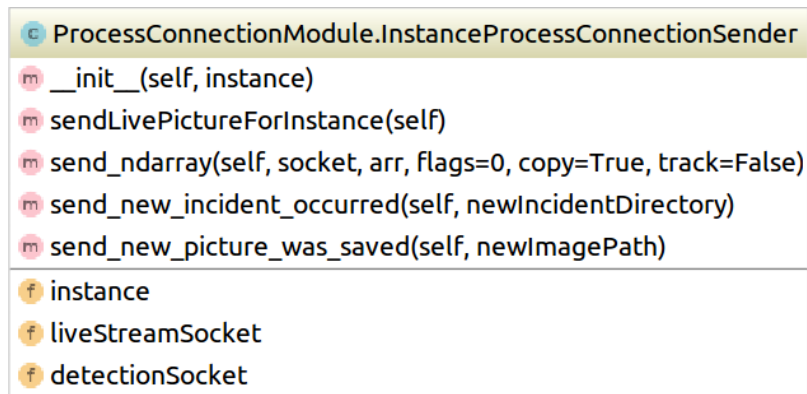 c ProcessConnectionModule.InstanceProcessConnectionSender
m __init__(self, instance)
m sendLivePictureForInstance(self)
m send_ndarray(self, socket, arr, flags=0, copy=True, track=False)
m send_new_incident_occurred(self, newIncidentDirectory)
m send_new_picture_was_saved(self, newImagePath)
f instance
f liveStreamSocket
f detectionSocket